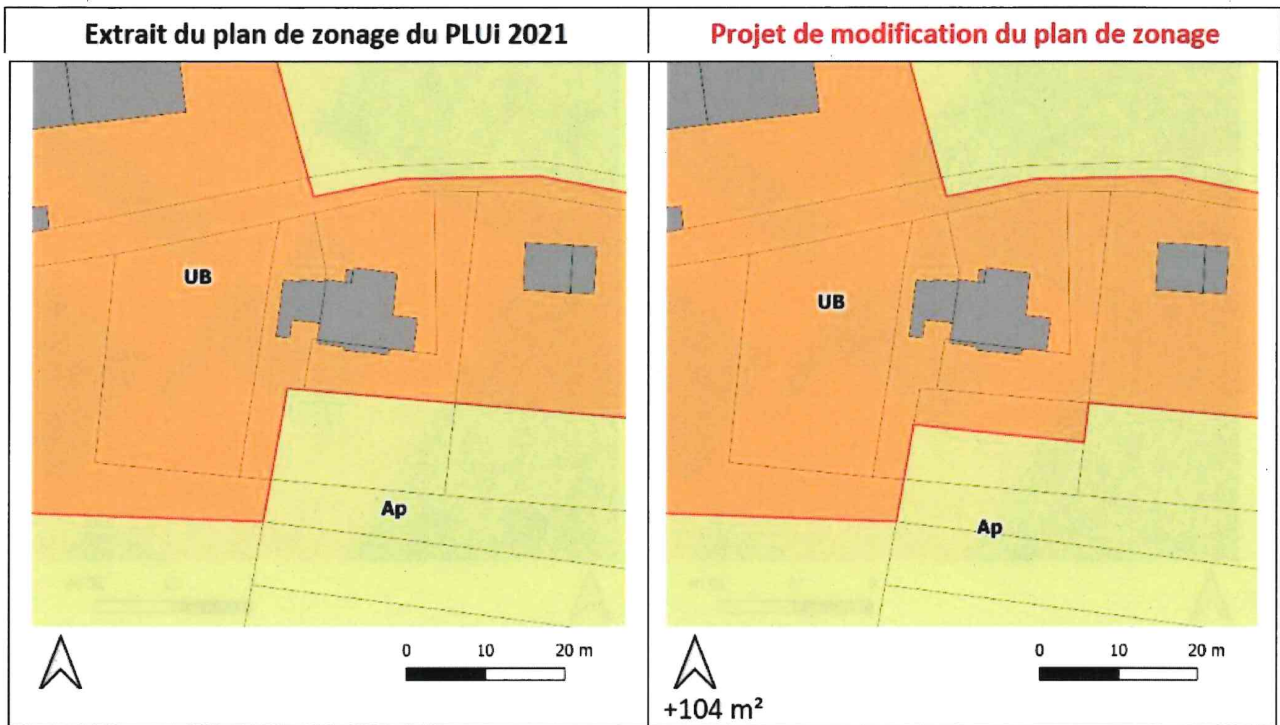 Extrait du plan de zonage du PLUi 2021
Projet de modification du plan de zonage
UB
Ap
0 10 20 m
UB
Ap
0 10 20 m
+104 m²